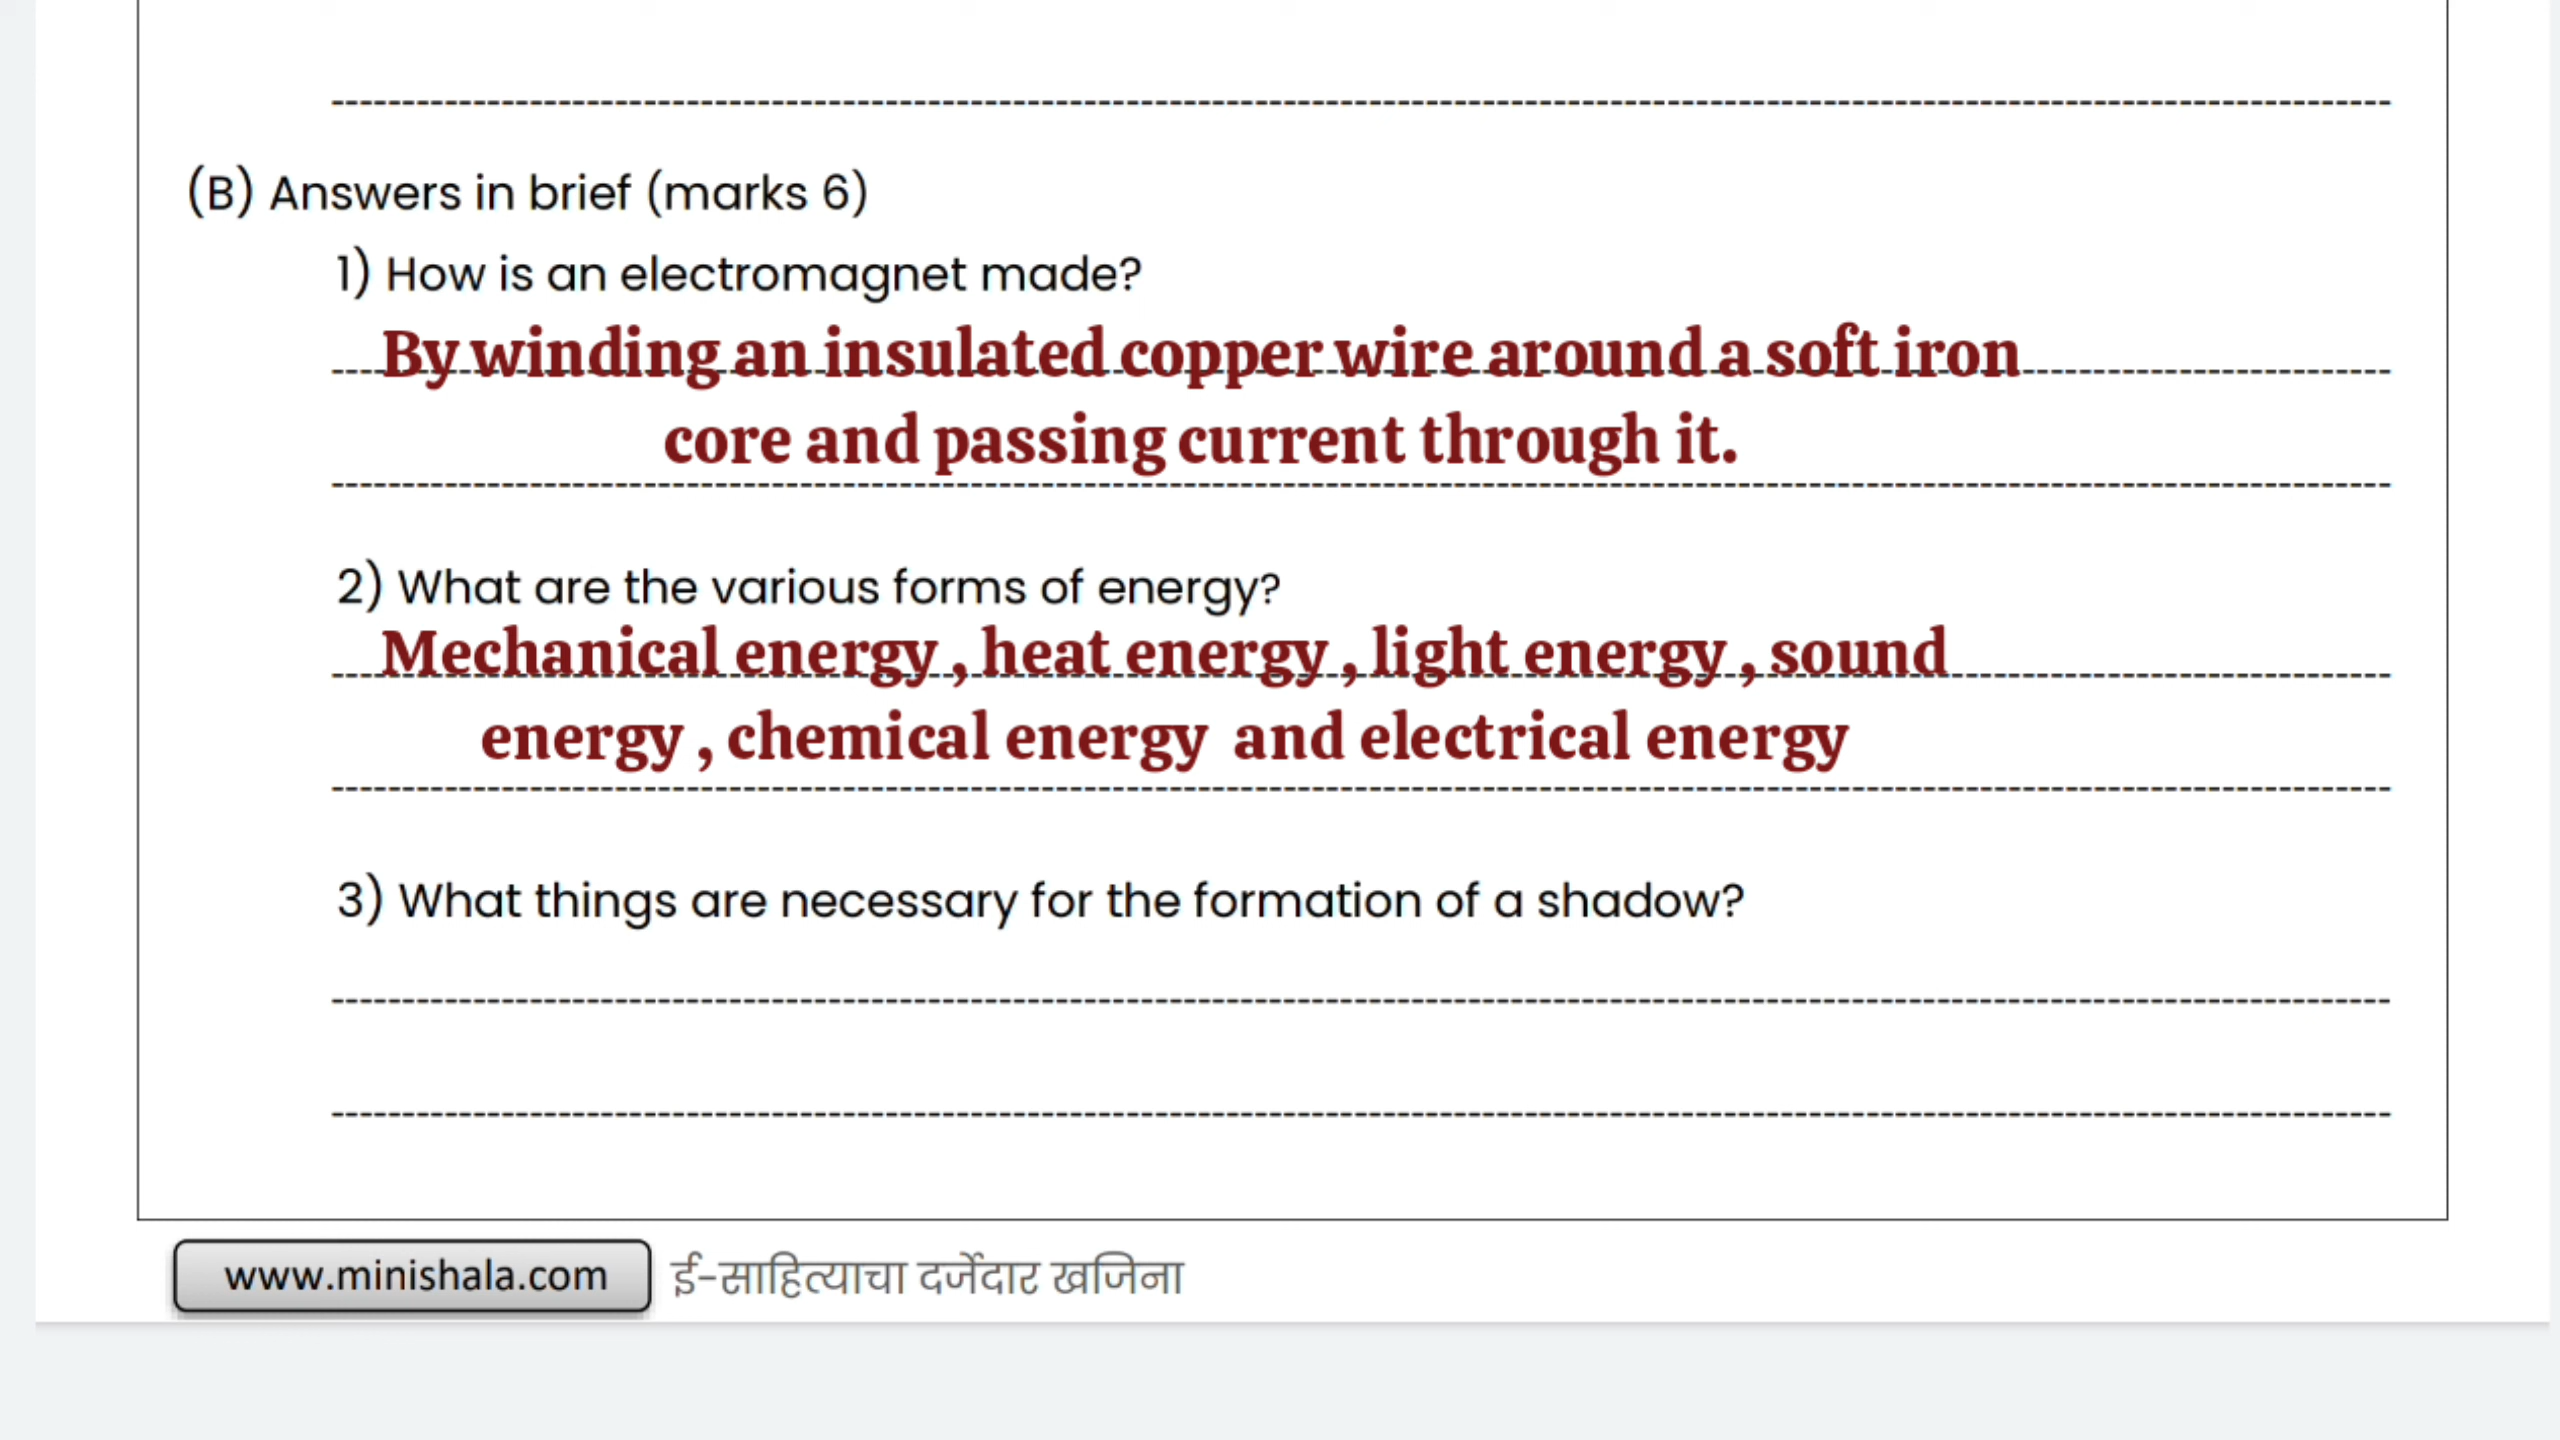 (B) Answers in brief (marks 6)
1) How is an electromagnet made?
By winding an insulated copper wire around a soft iron
core and passing current through it.
2) What are the various forms of energy?
Mechanical energy , heat energy , light energy , sound
energy , chemical energy  and electrical energy
3) What things are necessary for the formation of a shadow?
www.minishala.com ई-साहित्याचा दर्जेदार खजिना